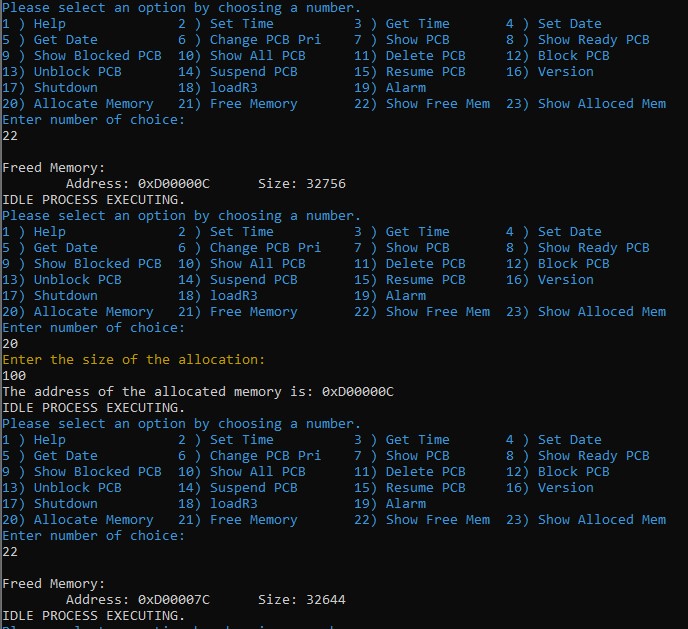 Please select an option by choosing a number.
1 ) Help 2 ) Set Time 3 ) Get Time 4 ) Set Date
5 ) Get Date 6 ) Change PCB Pri 7 ) Show PCB 8 ) Show Ready PCB
9 ) Show Blocked PCB 10) Show All PCB 11) Delete PCB 12) Block PCB
13) Unblock PCB 14) Suspend PCB 15) Resume PCB 16) Version
17) Shutdown 18) loadR3 19) Alarm
20) Allocate Memory 21) Free Memory 22) Show Free Mem 23) Show Alloced Mem
Enter number of choice:
22
Freed Memory:
Address: 0xD00000C Size: 32756
IDLE PROCESS EXECUTING.
Please select an option by choosing a number.
1 ) Help 2 ) Set Time 3 ) Get Time 4 ) Set Date
5 ) Get Date 6 ) Change PCB Pri 7 ) Show PCB 8 ) Show Ready PCB
9 ) Show Blocked PCB 10) Show All PCB 11) Delete PCB 12) Block PCB
13) Unblock PCB 14) Suspend PCB 15) Resume PCB 16) Version
17) Shutdown 18) loadR3 19) Alarm
20) Allocate Memory 21) Free Memory 22) Show Free Mem 23) Show Alloced Mem
Enter number of choice:
20
Enter the size of the allocation:
100
The address of the allocated memory is: 0xD00000C
IDLE PROCESS EXECUTING.
Please select an option by choosing a number.
1 ) Help 2 ) Set Time 3 ) Get Time 4 ) Set Date
5 ) Get Date 6 ) Change PCB Pri 7 ) Show PCB 8 ) Show Ready PCB
9 ) Show Blocked PCB 10) Show All PCB 11) Delete PCB 12) Block PCB
13) Unblock PCB 14) Suspend PCB 15) Resume PCB 16) Version
17) Shutdown 18) loadR3 19) Alarm
20) Allocate Memory 21) Free Memory 22) Show Free Mem 23) Show Alloced Mem
Enter number of choice:
22
Freed Memory:
Address: 0xD00007C Size: 32644
IDLE PROCESS EXECUTING.